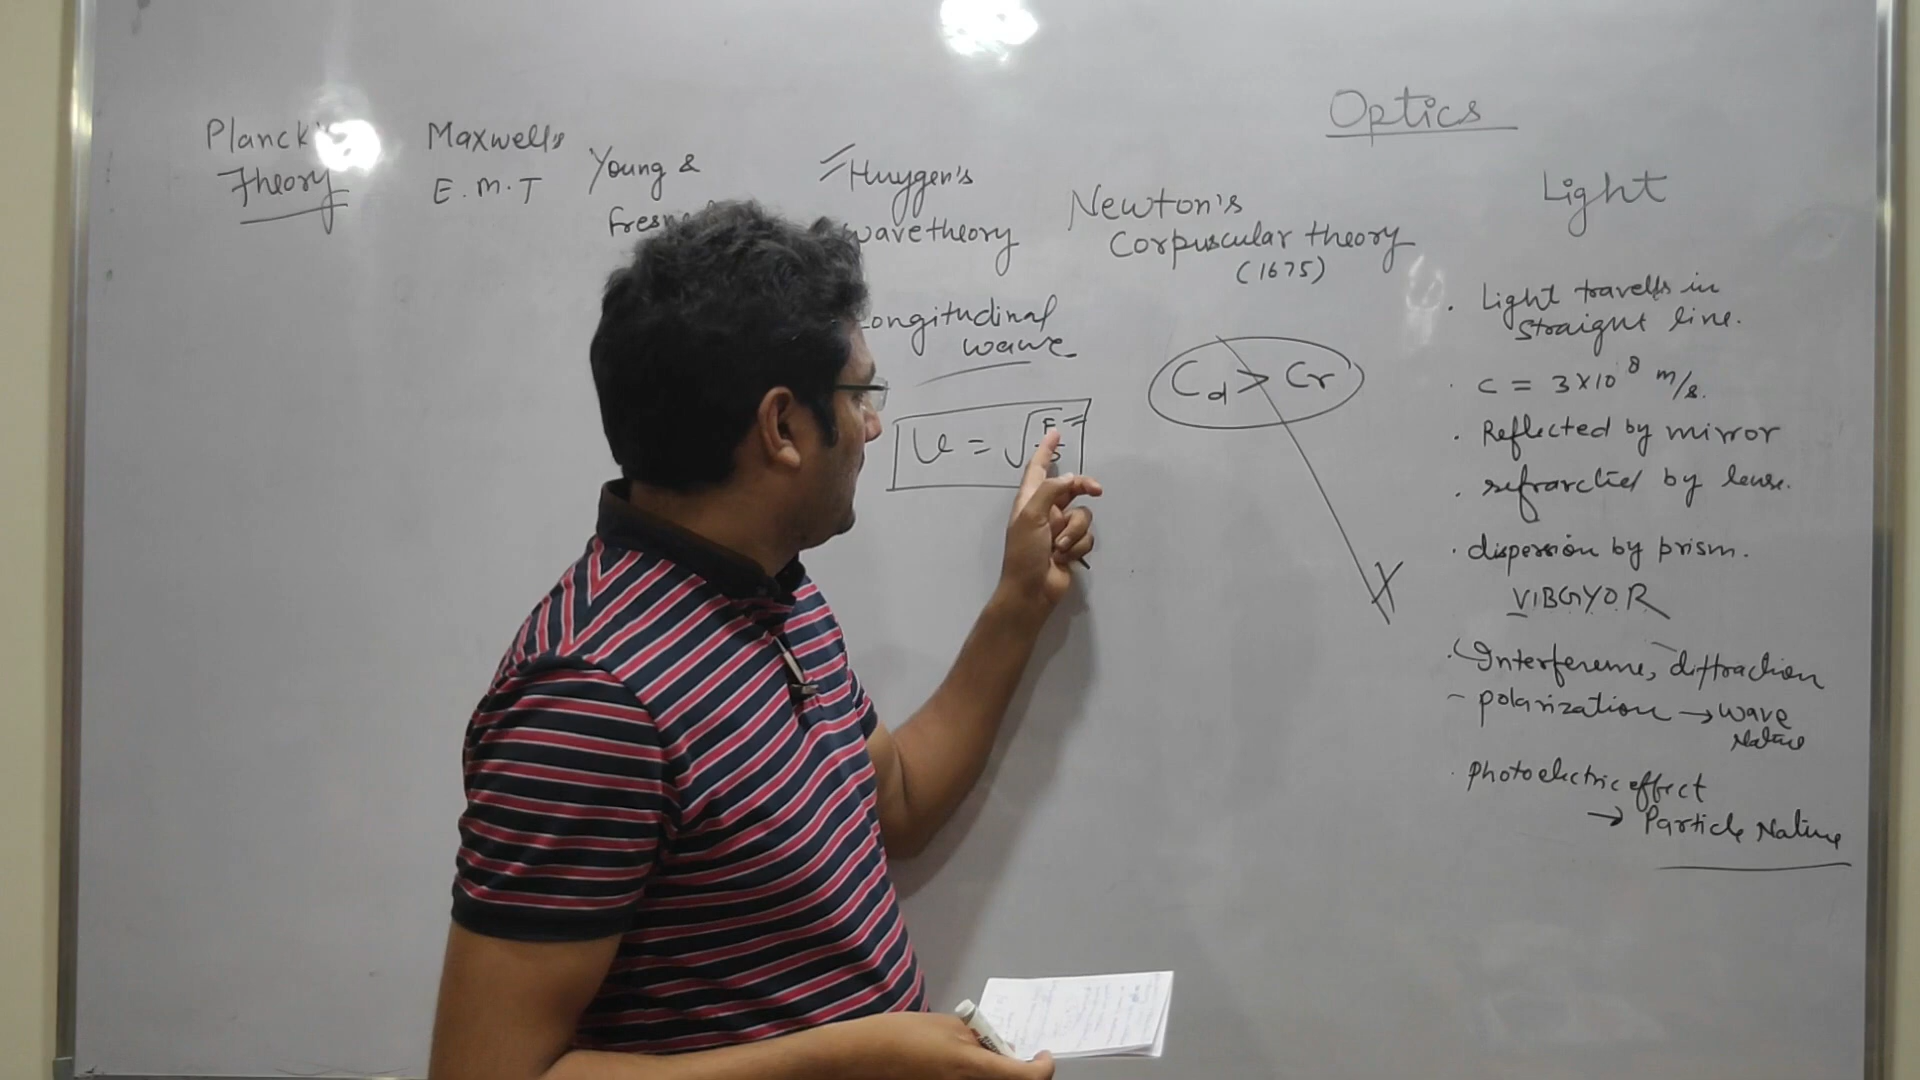 Optics
Planck's
Theory
Maxwell's
E.M.T
Young &
Huygen's
wave theory
Longitudinal
wave
Newton's
Corpuscular theory
(1675)
Cd > Cr
Light
. Light travells in
straight line.
. c = 3×10⁸ m/s.
. Reflected by mirror
. refrarctied by lense.
. dispersion by prism.
VIBGYOR
. Interference, diffraction
- polarization → wave
Nature
. Photoelectric effect
→ Particle Nature